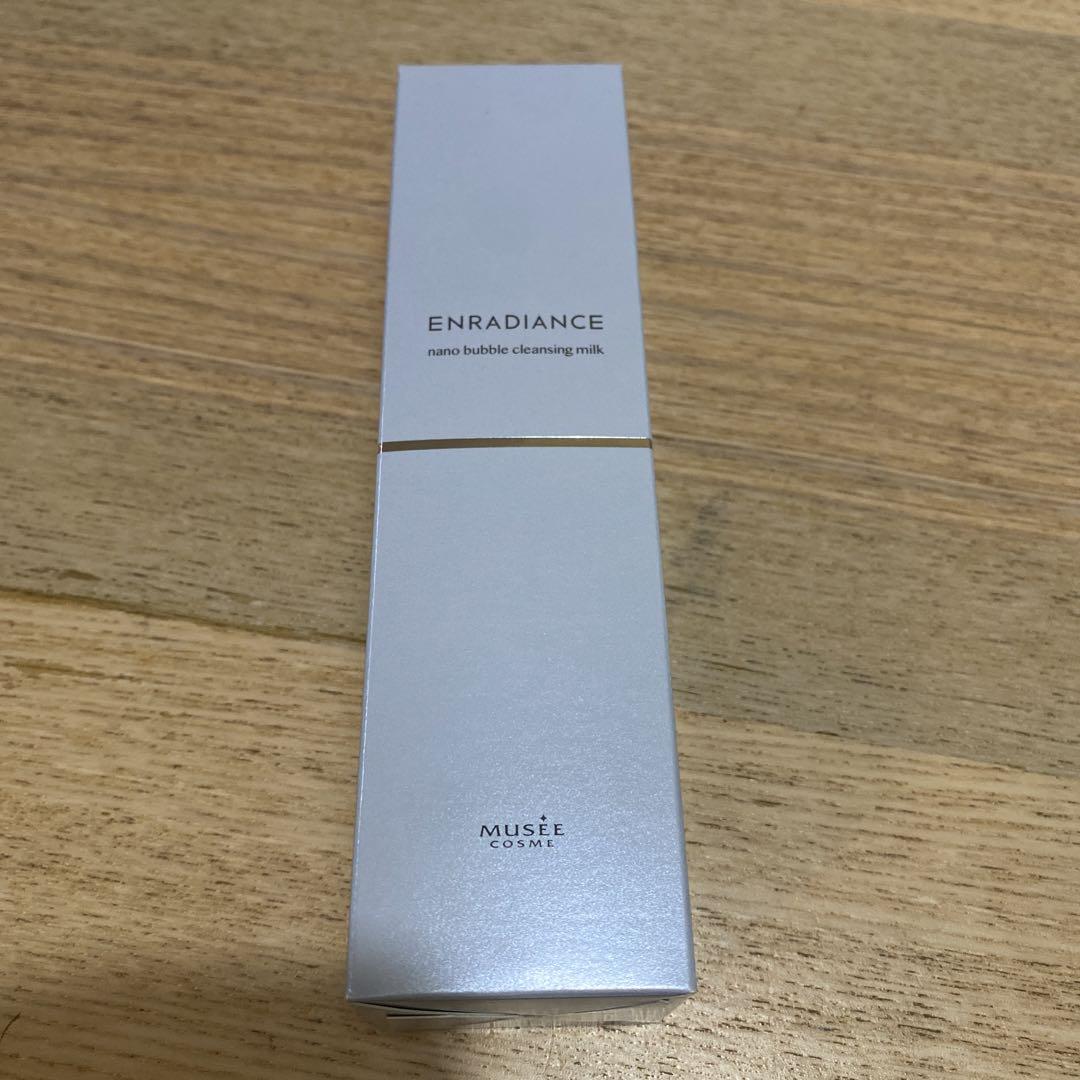 ENRADIANCE
nano bubble cleansing milk
MUSÉE
COSME